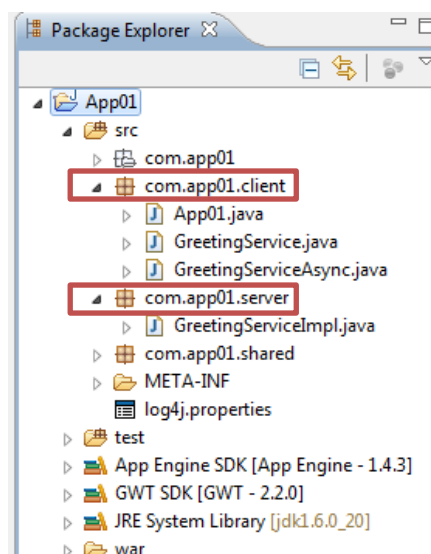 Package Explorer
App01
src
com.app01
com.app01.client
App01.java
GreetingService.java
GreetingServiceAsync.java
com.app01.server
GreetingServiceImpl.java
com.app01.shared
META-INF
log4j.properties
test
App Engine SDK [App Engine - 1.4.3]
GWT SDK [GWT - 2.2.0]
JRE System Library [jdk1.6.0_20]
war